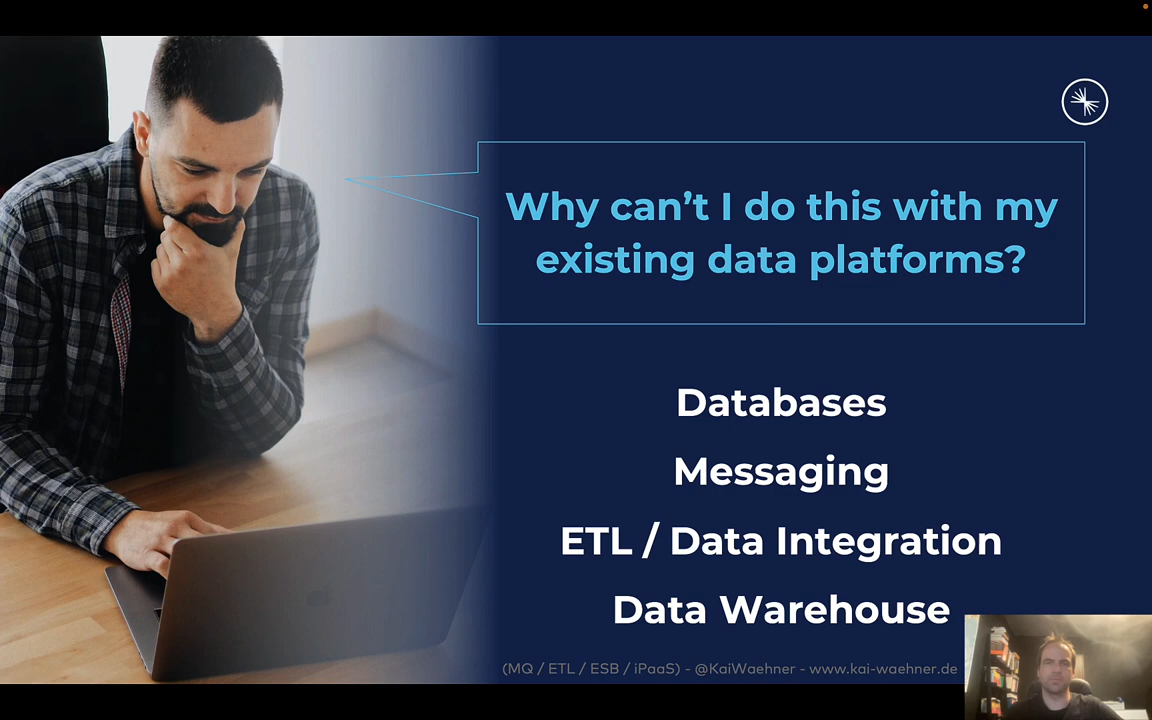 Why can’t I do this with my
existing data platforms?
Databases
Messaging
ETL / Data Integration
Data Warehouse
(MQ / ETL / ESB / iPaaS) - @KaiWaehner - www.kai-waehner.de